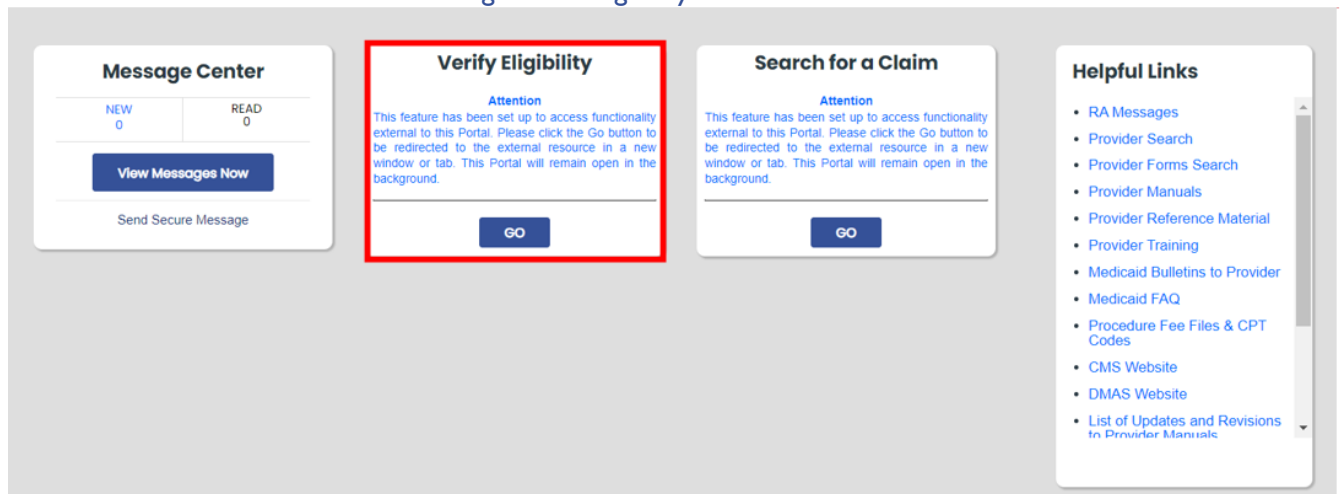 Message Center
NEW
0
READ
0
View Messages Now
Send Secure Message
Verify Eligibility
Attention
This feature has been set up to access functionality
external to this Portal. Please click the Go button to
be redirected to the external resource in a new
window or tab. This Portal will remain open in the
background.
GO
Search for a Claim
Attention
This feature has been set up to access functionality
external to this Portal. Please click the Go button to
be redirected to the external resource in a new
window or tab. This Portal will remain open in the
background.
GO
Helpful Links
• RA Messages
• Provider Search
• Provider Forms Search
• Provider Manuals
• Provider Reference Material
• Provider Training
• Medicaid Bulletins to Provider
• Medicaid FAQ
• Procedure Fee Files & CPT
Codes
• CMS Website
• DMAS Website
• List of Updates and Revisions
to Provider Manuals